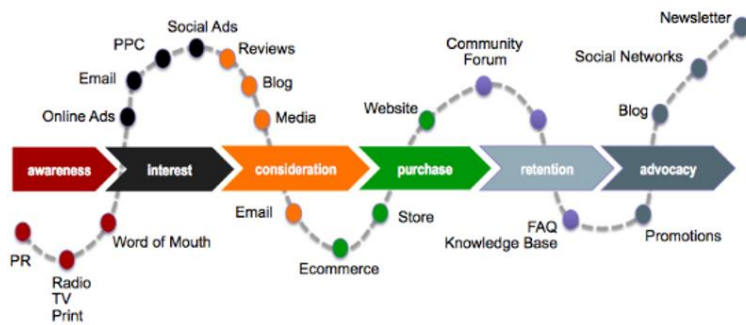 Newsletter
Social Ads
PPC
Reviews
Community
Forum
Social Networks
Email
Blog
Online Ads
Media
Website
Blog
awareness
interest
consideration
purchase
retention
advocacy
PR
Radio
TV
Print
Word of Mouth
Email
Ecommerce
Store
FAQ
Knowledge Base
Promotions